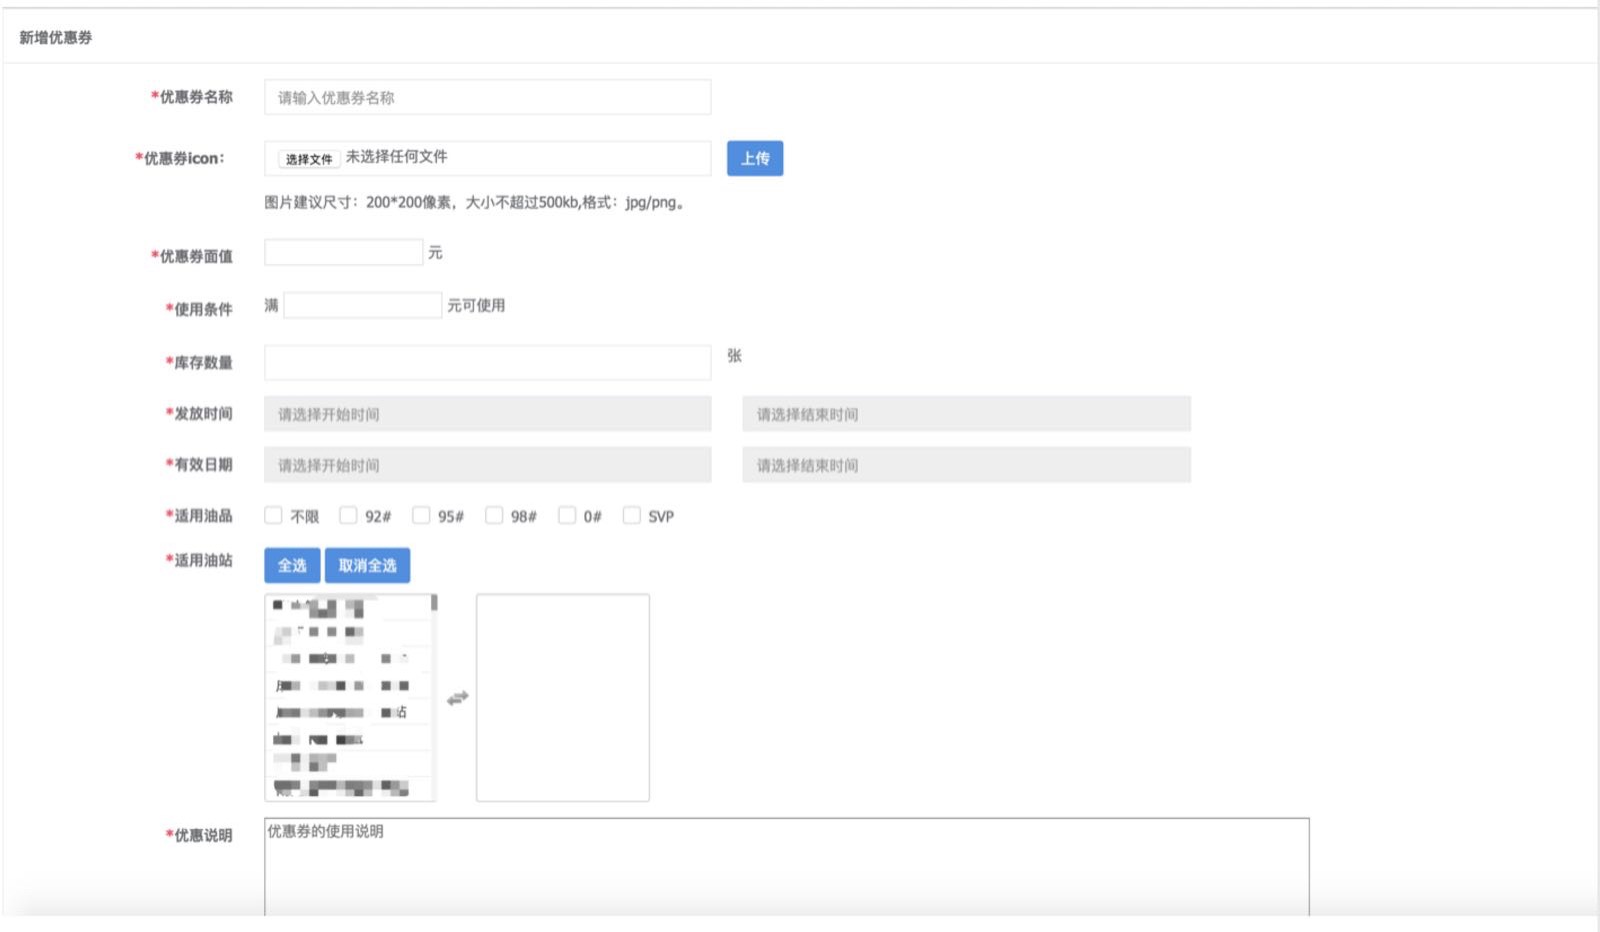 新增优惠券
*优惠券名称 请输入优惠券名称
*优惠券icon： 选择文件 未选择任何文件 上传
图片建议尺寸：200*200像素，大小不超过500kb,格式：jpg/png。
*优惠券面值 元
*使用条件 满 元可使用
*库存数量 张
*发放时间 请选择开始时间 请选择结束时间
*有效日期 请选择开始时间 请选择结束时间
*适用油品 不限 92# 95# 98# 0# SVP
*适用油站 全选 取消全选
站
*优惠说明 优惠券的使用说明